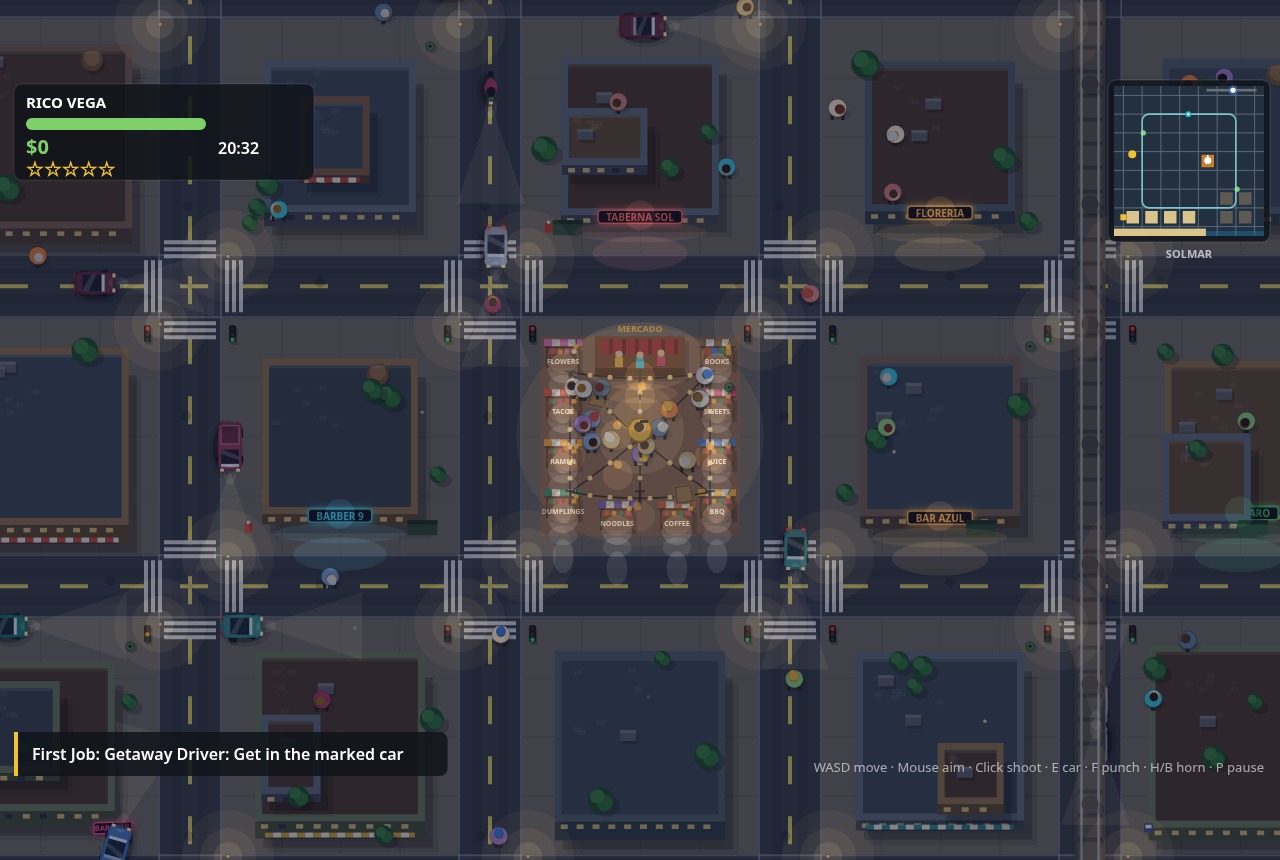 RICO VEGA
$0
20:32
TABERNA SOL
FLORERIA
SOLMAR
MERCADO
FLOWERS
BOOKS
TACOS
SWEETS
RAMEN
JUICE
DUMPLINGS
BBQ
NOODLES
COFFEE
BARBER 9
BAR AZUL
First Job: Getaway Driver: Get in the marked car
WASD move · Mouse aim · Click shoot · E car · F punch · H/B horn · P pause